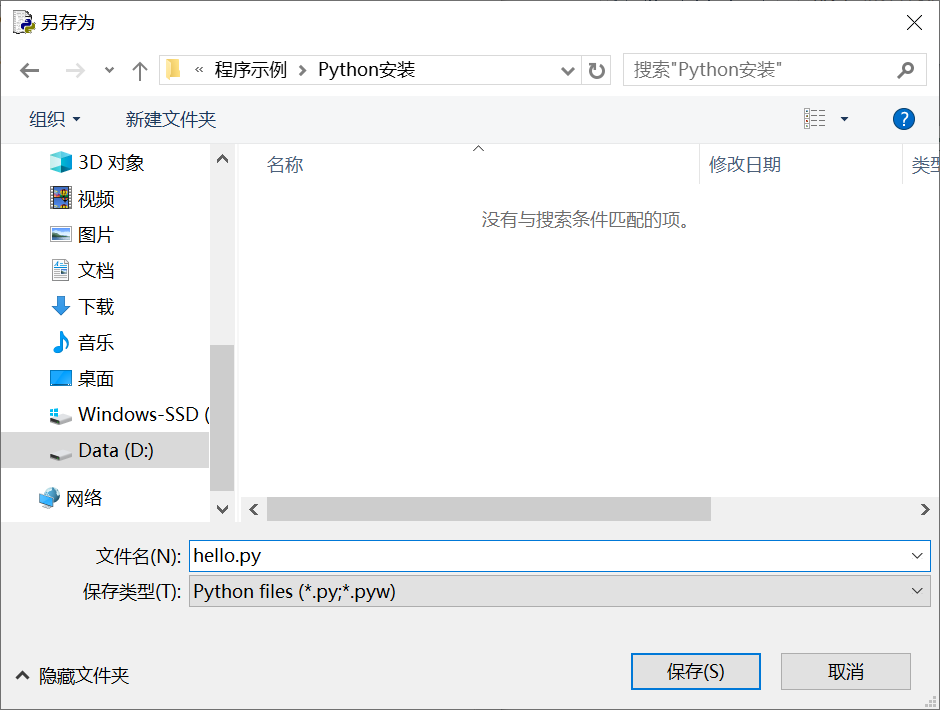 另存为
« 程序示例 › Python安装
搜索"Python安装"
组织
新建文件夹
?
3D 对象
视频
图片
文档
下载
音乐
桌面
Windows-SSD (
Data (D:)
网络
名称
修改日期
类型
没有与搜索条件匹配的项。
文件名(N): hello.py
保存类型(T): Python files (*.py;*.pyw)
隐藏文件夹
保存(S)
取消